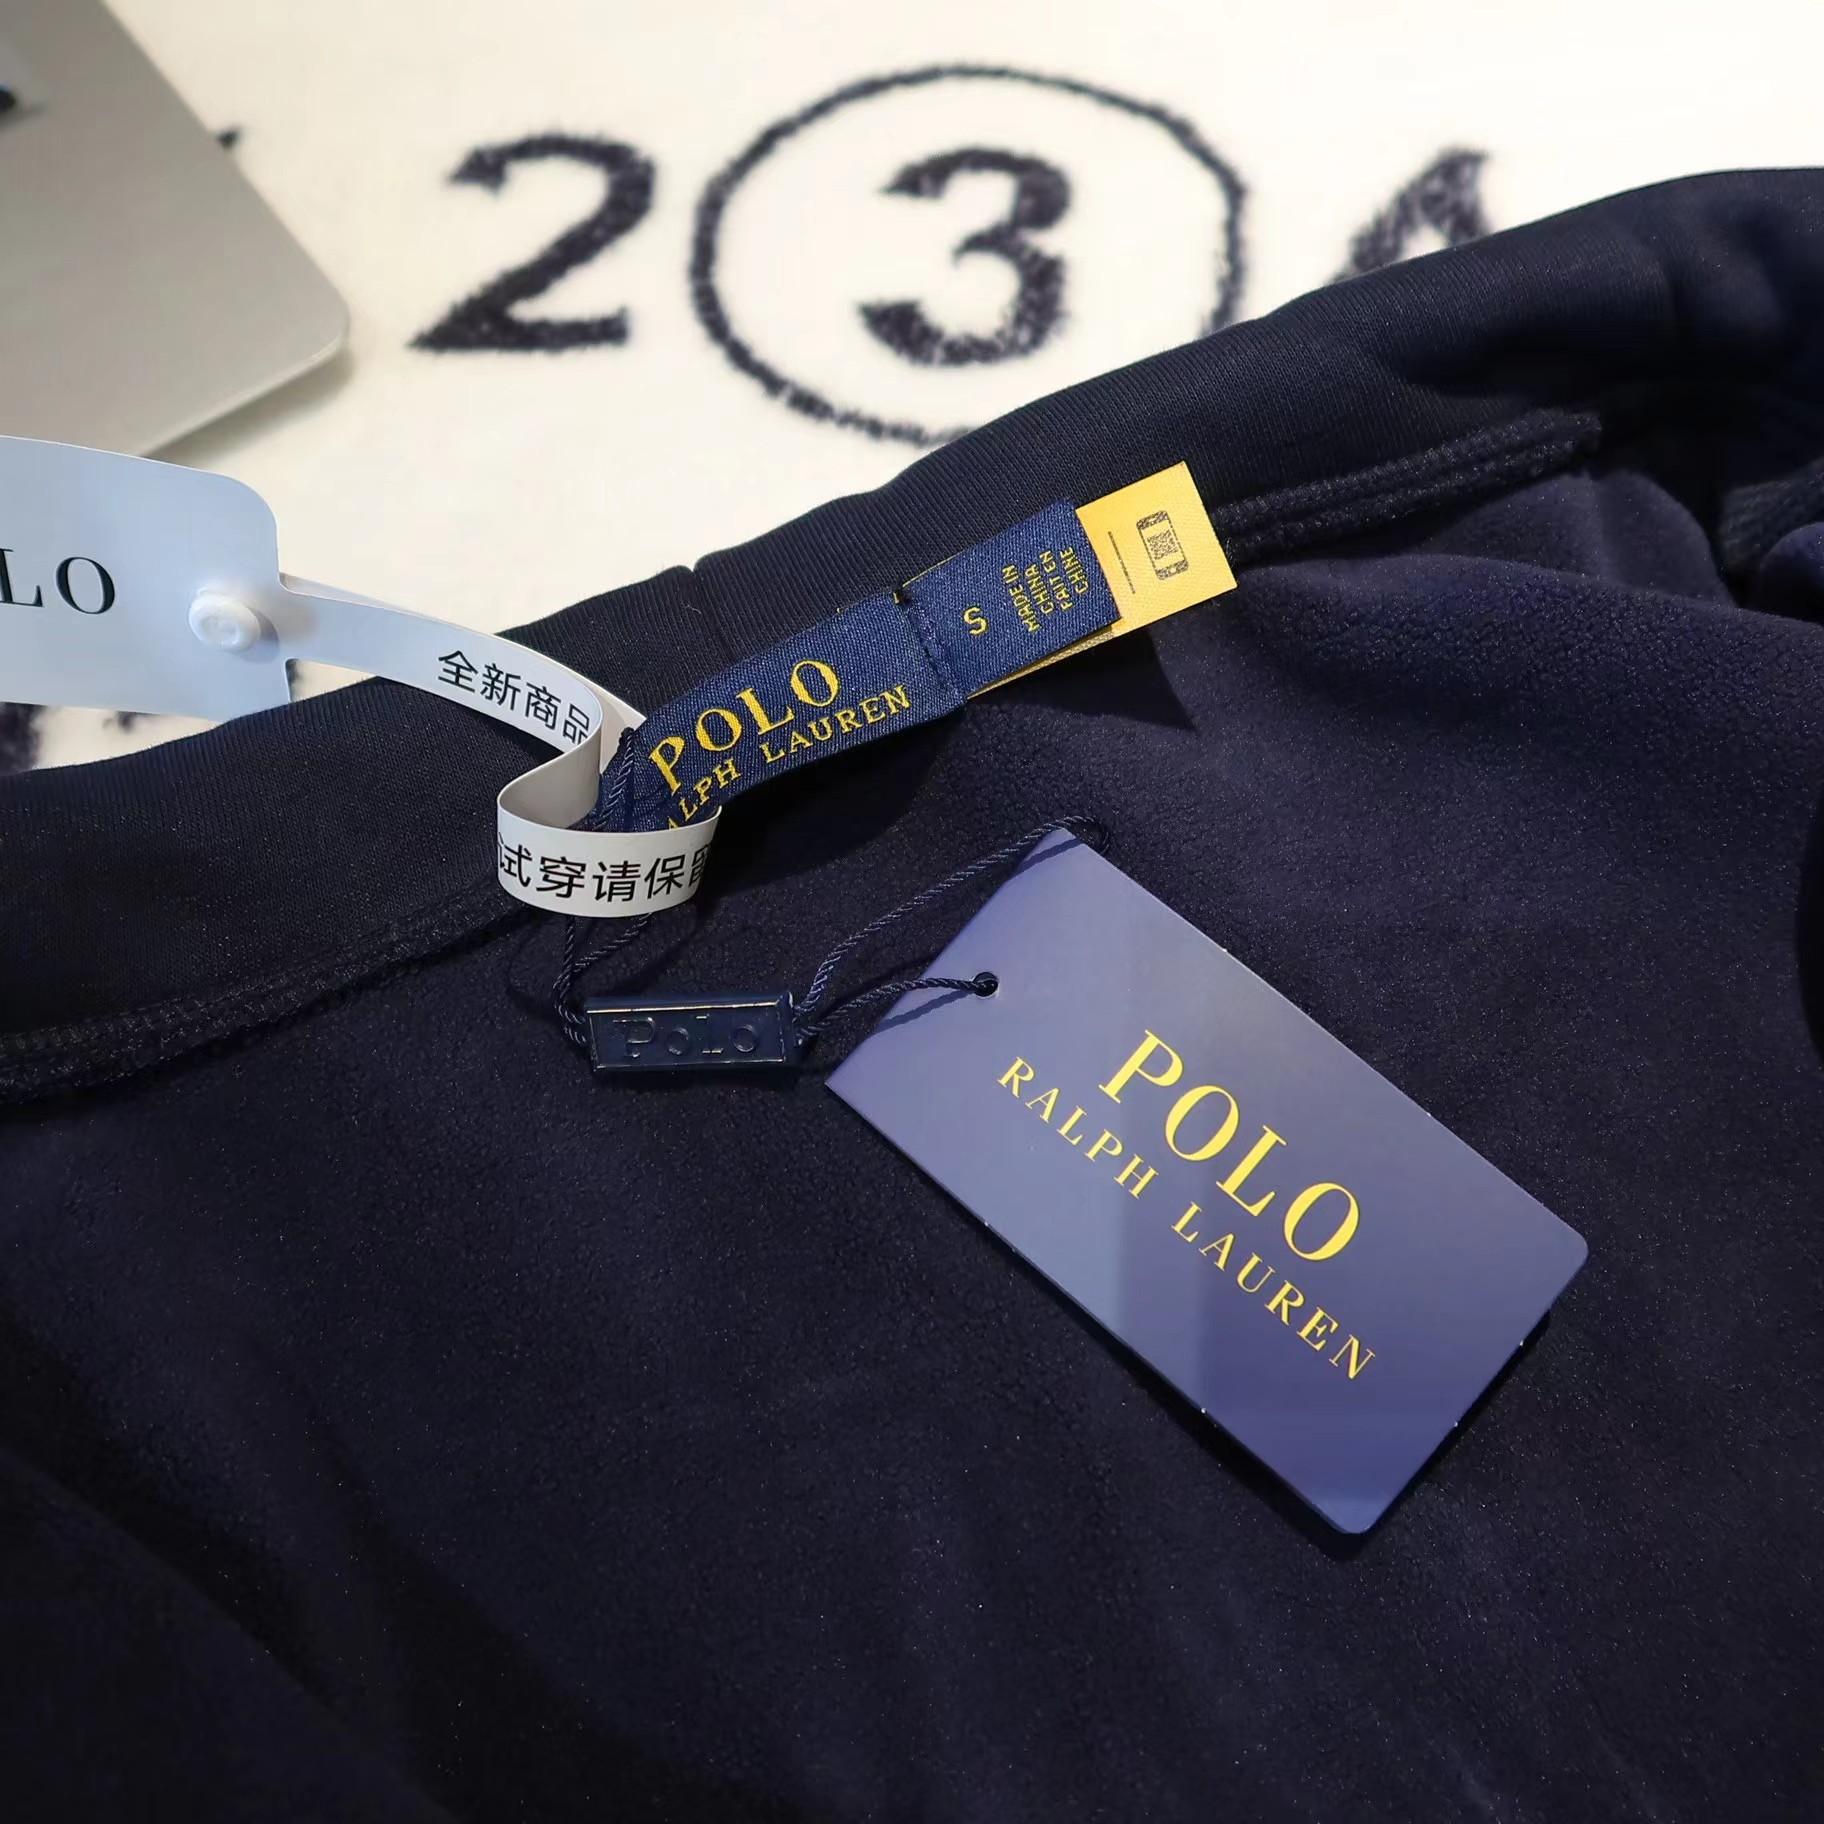 2 3
LO
全新商品
试穿请保留
POLO
RALPH LAUREN
S
MADE IN
CHINA
FAIT EN
CHINE
Polo
POLO
RALPH LAUREN